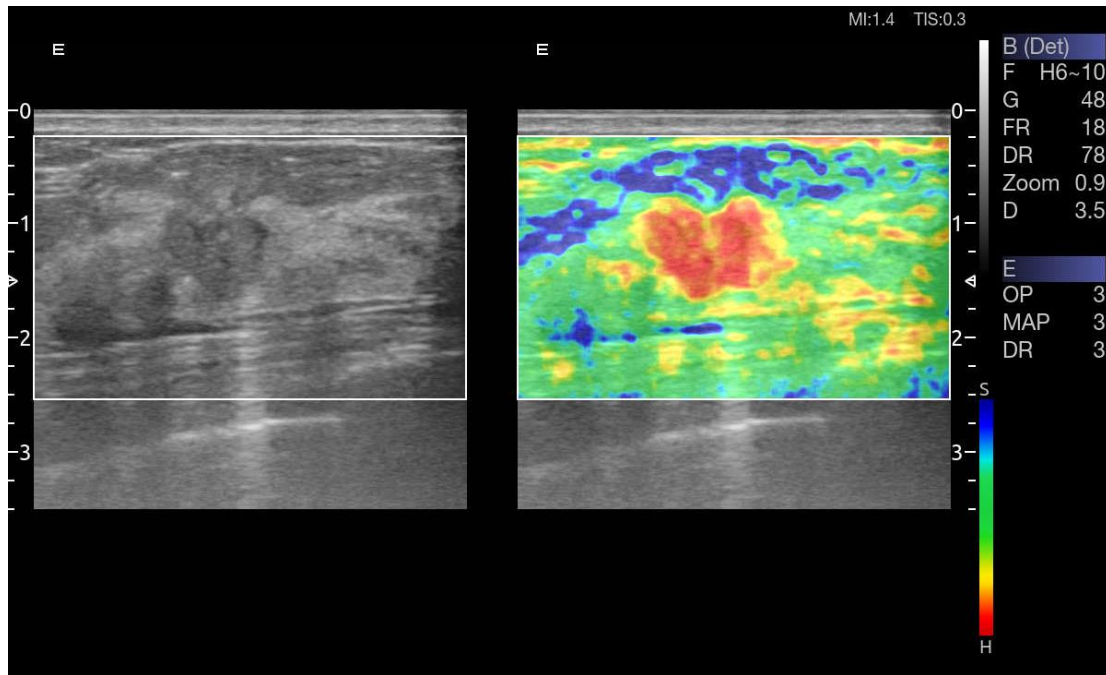 MI:1.4 TIS:0.3
E E
B (Det)
F H6~10
G 48
FR 18
DR 78
Zoom 0.9
D 3.5
E
OP 3
MAP 3
DR 3
0 0
1 1
2 2
3 3
S
H